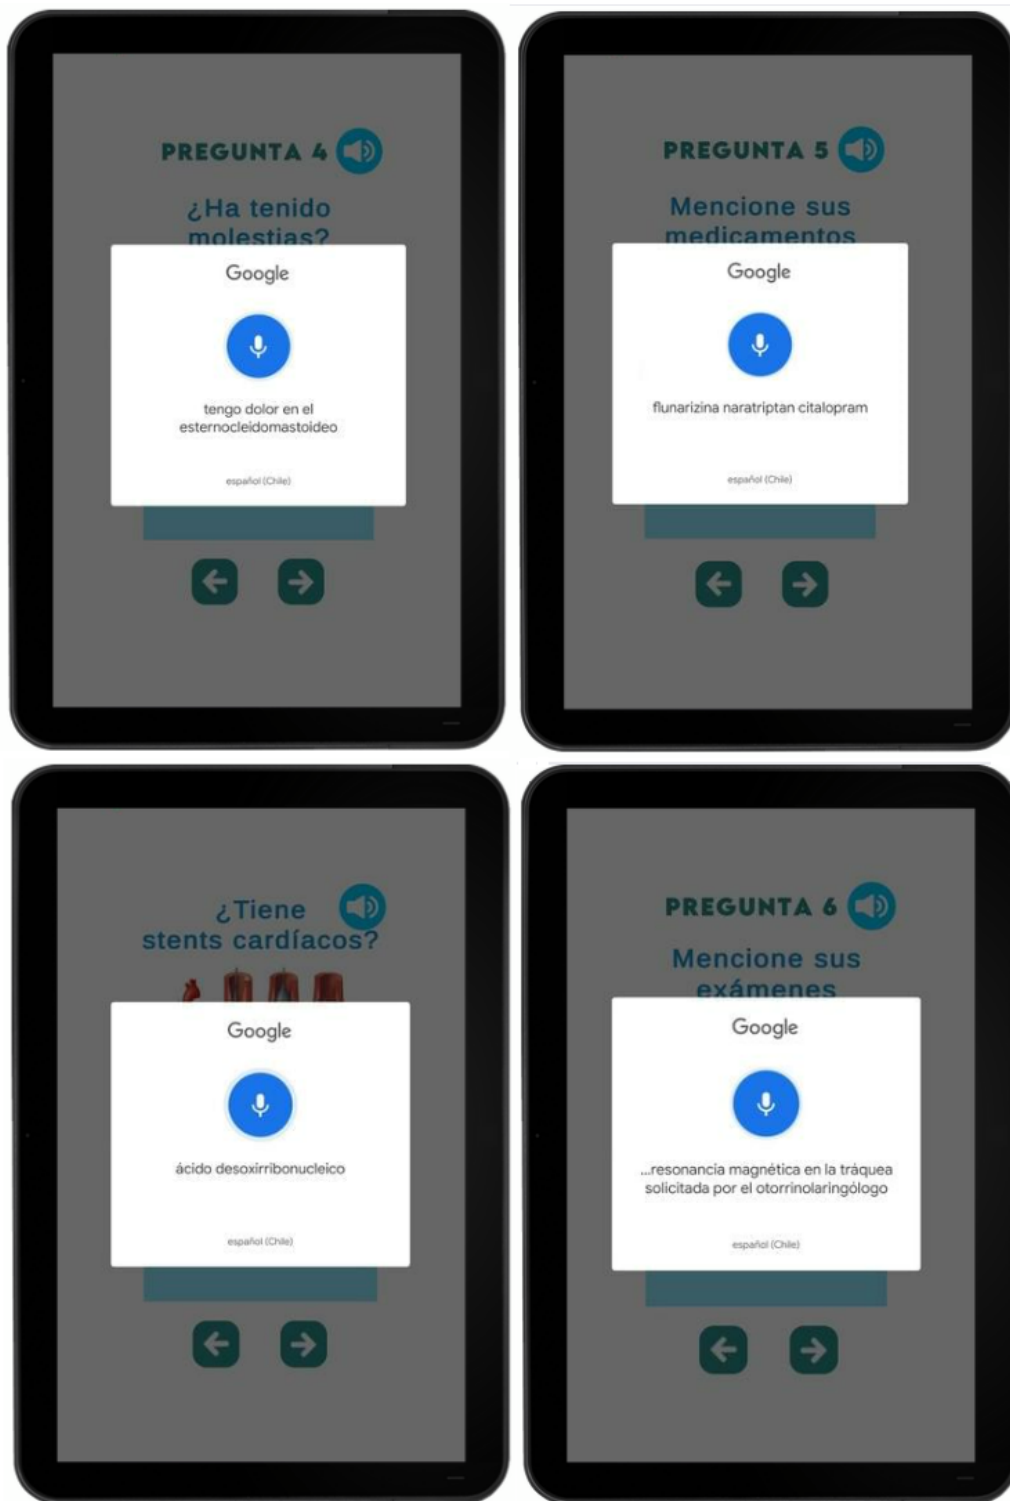 PREGUNTA 4
¿Ha tenido
molestias?
Google
tengo dolor en el
esternocleidomastoideo
español (Chile)
PREGUNTA 5
Mencione sus
medicamentos
Google
flunarizina naratriptan citalopram
español (Chile)
¿Tiene
stents cardíacos?
Google
ácido desoxirribonucleico
español (Chile)
PREGUNTA 6
Mencione sus
exámenes
Google
...resonancia magnética en la tráquea
solicitada por el otorrinolaringólogo
español (Chile)